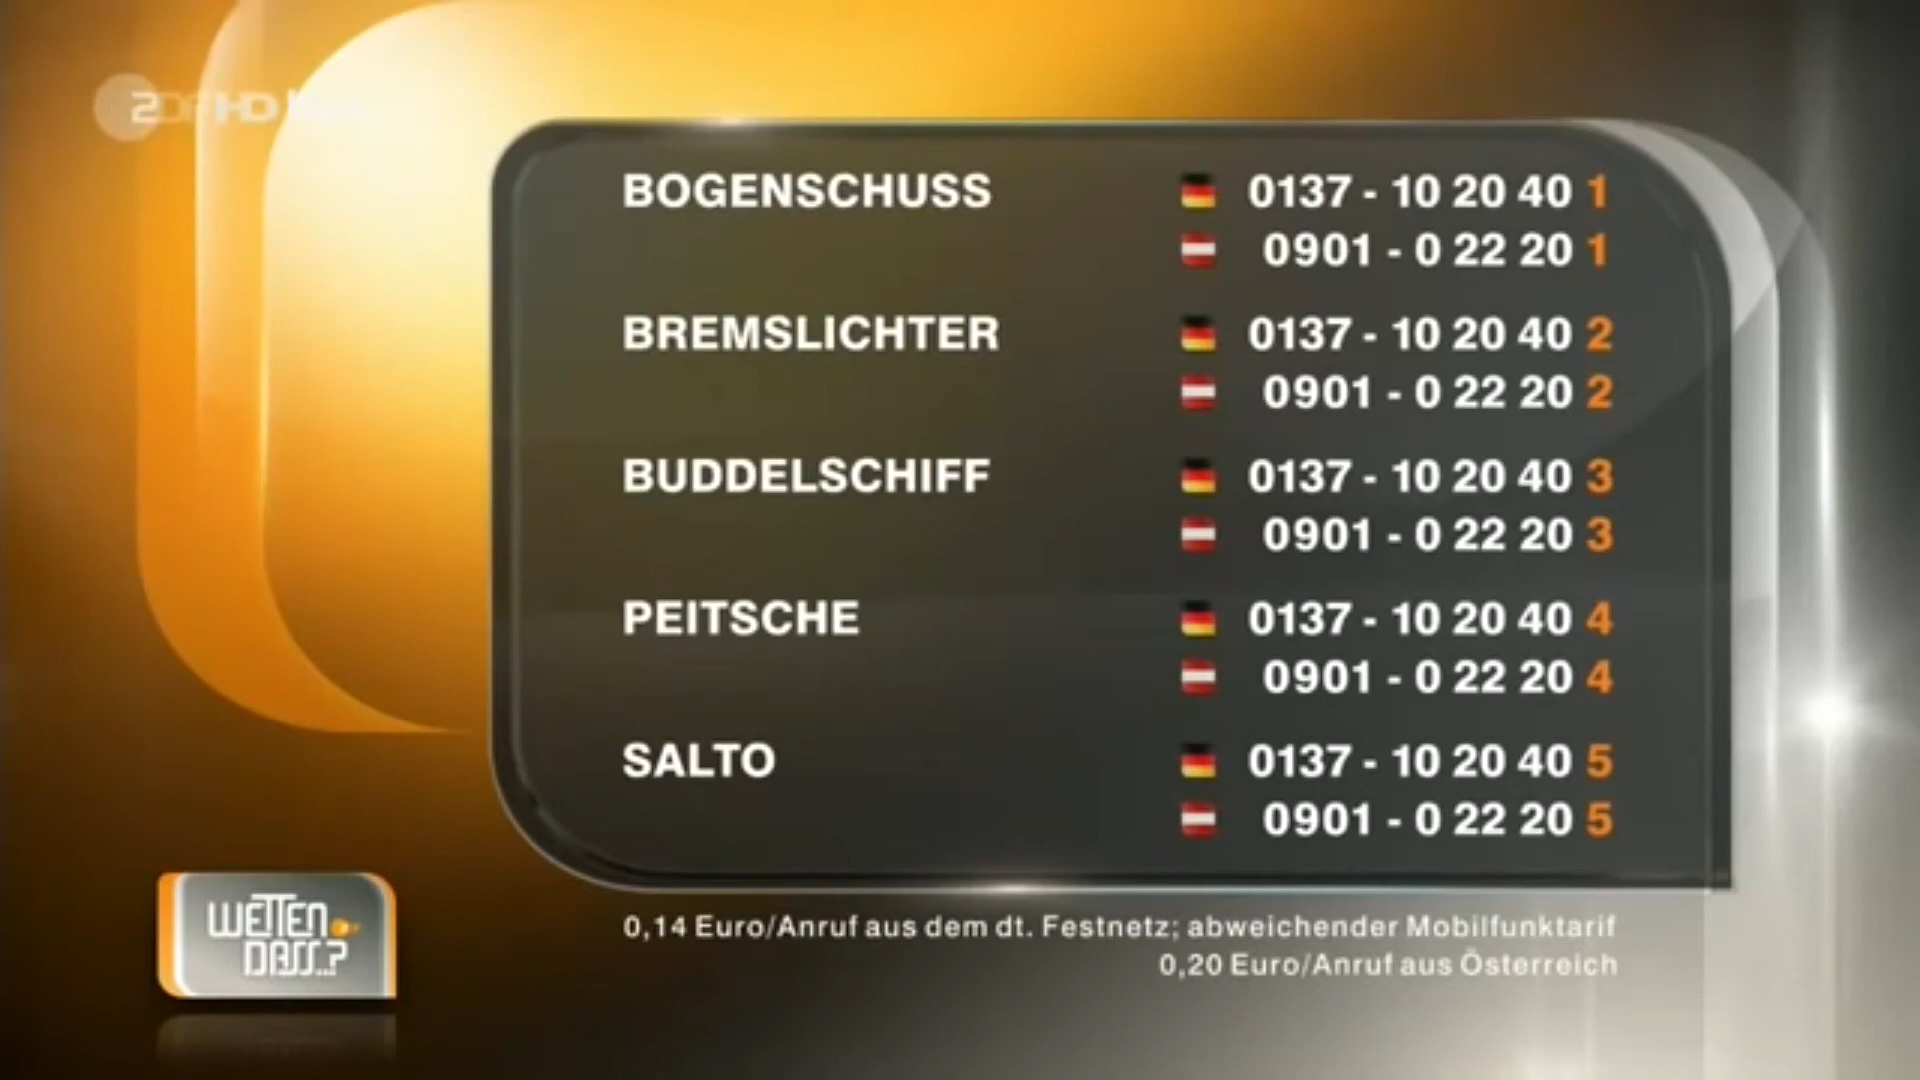 ZDF HD
BOGENSCHUSS 0137 - 10 20 40 1
0901 - 0 22 20 1
BREMSLICHTER 0137 - 10 20 40 2
0901 - 0 22 20 2
BUDDELSCHIFF 0137 - 10 20 40 3
0901 - 0 22 20 3
PEITSCHE 0137 - 10 20 40 4
0901 - 0 22 20 4
SALTO 0137 - 10 20 40 5
0901 - 0 22 20 5
WETTEN
DASS..?
0,14 Euro/Anruf aus dem dt. Festnetz; abweichender Mobilfunktarif
0,20 Euro/Anruf aus Österreich